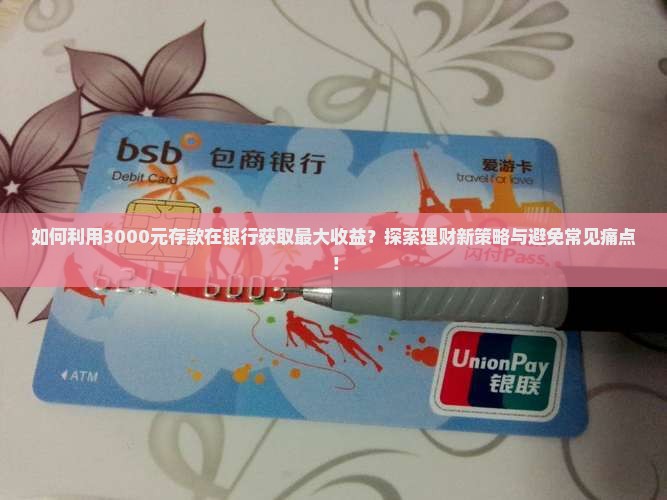 bsb 包商银行
Debit Card
爱游卡
travel for love
如何利用3000元存款在银行获取最大收益？探索理财新策略与避免常见痛点
！
闪付Pass
6217 6003
ATM
UnionPay
银联